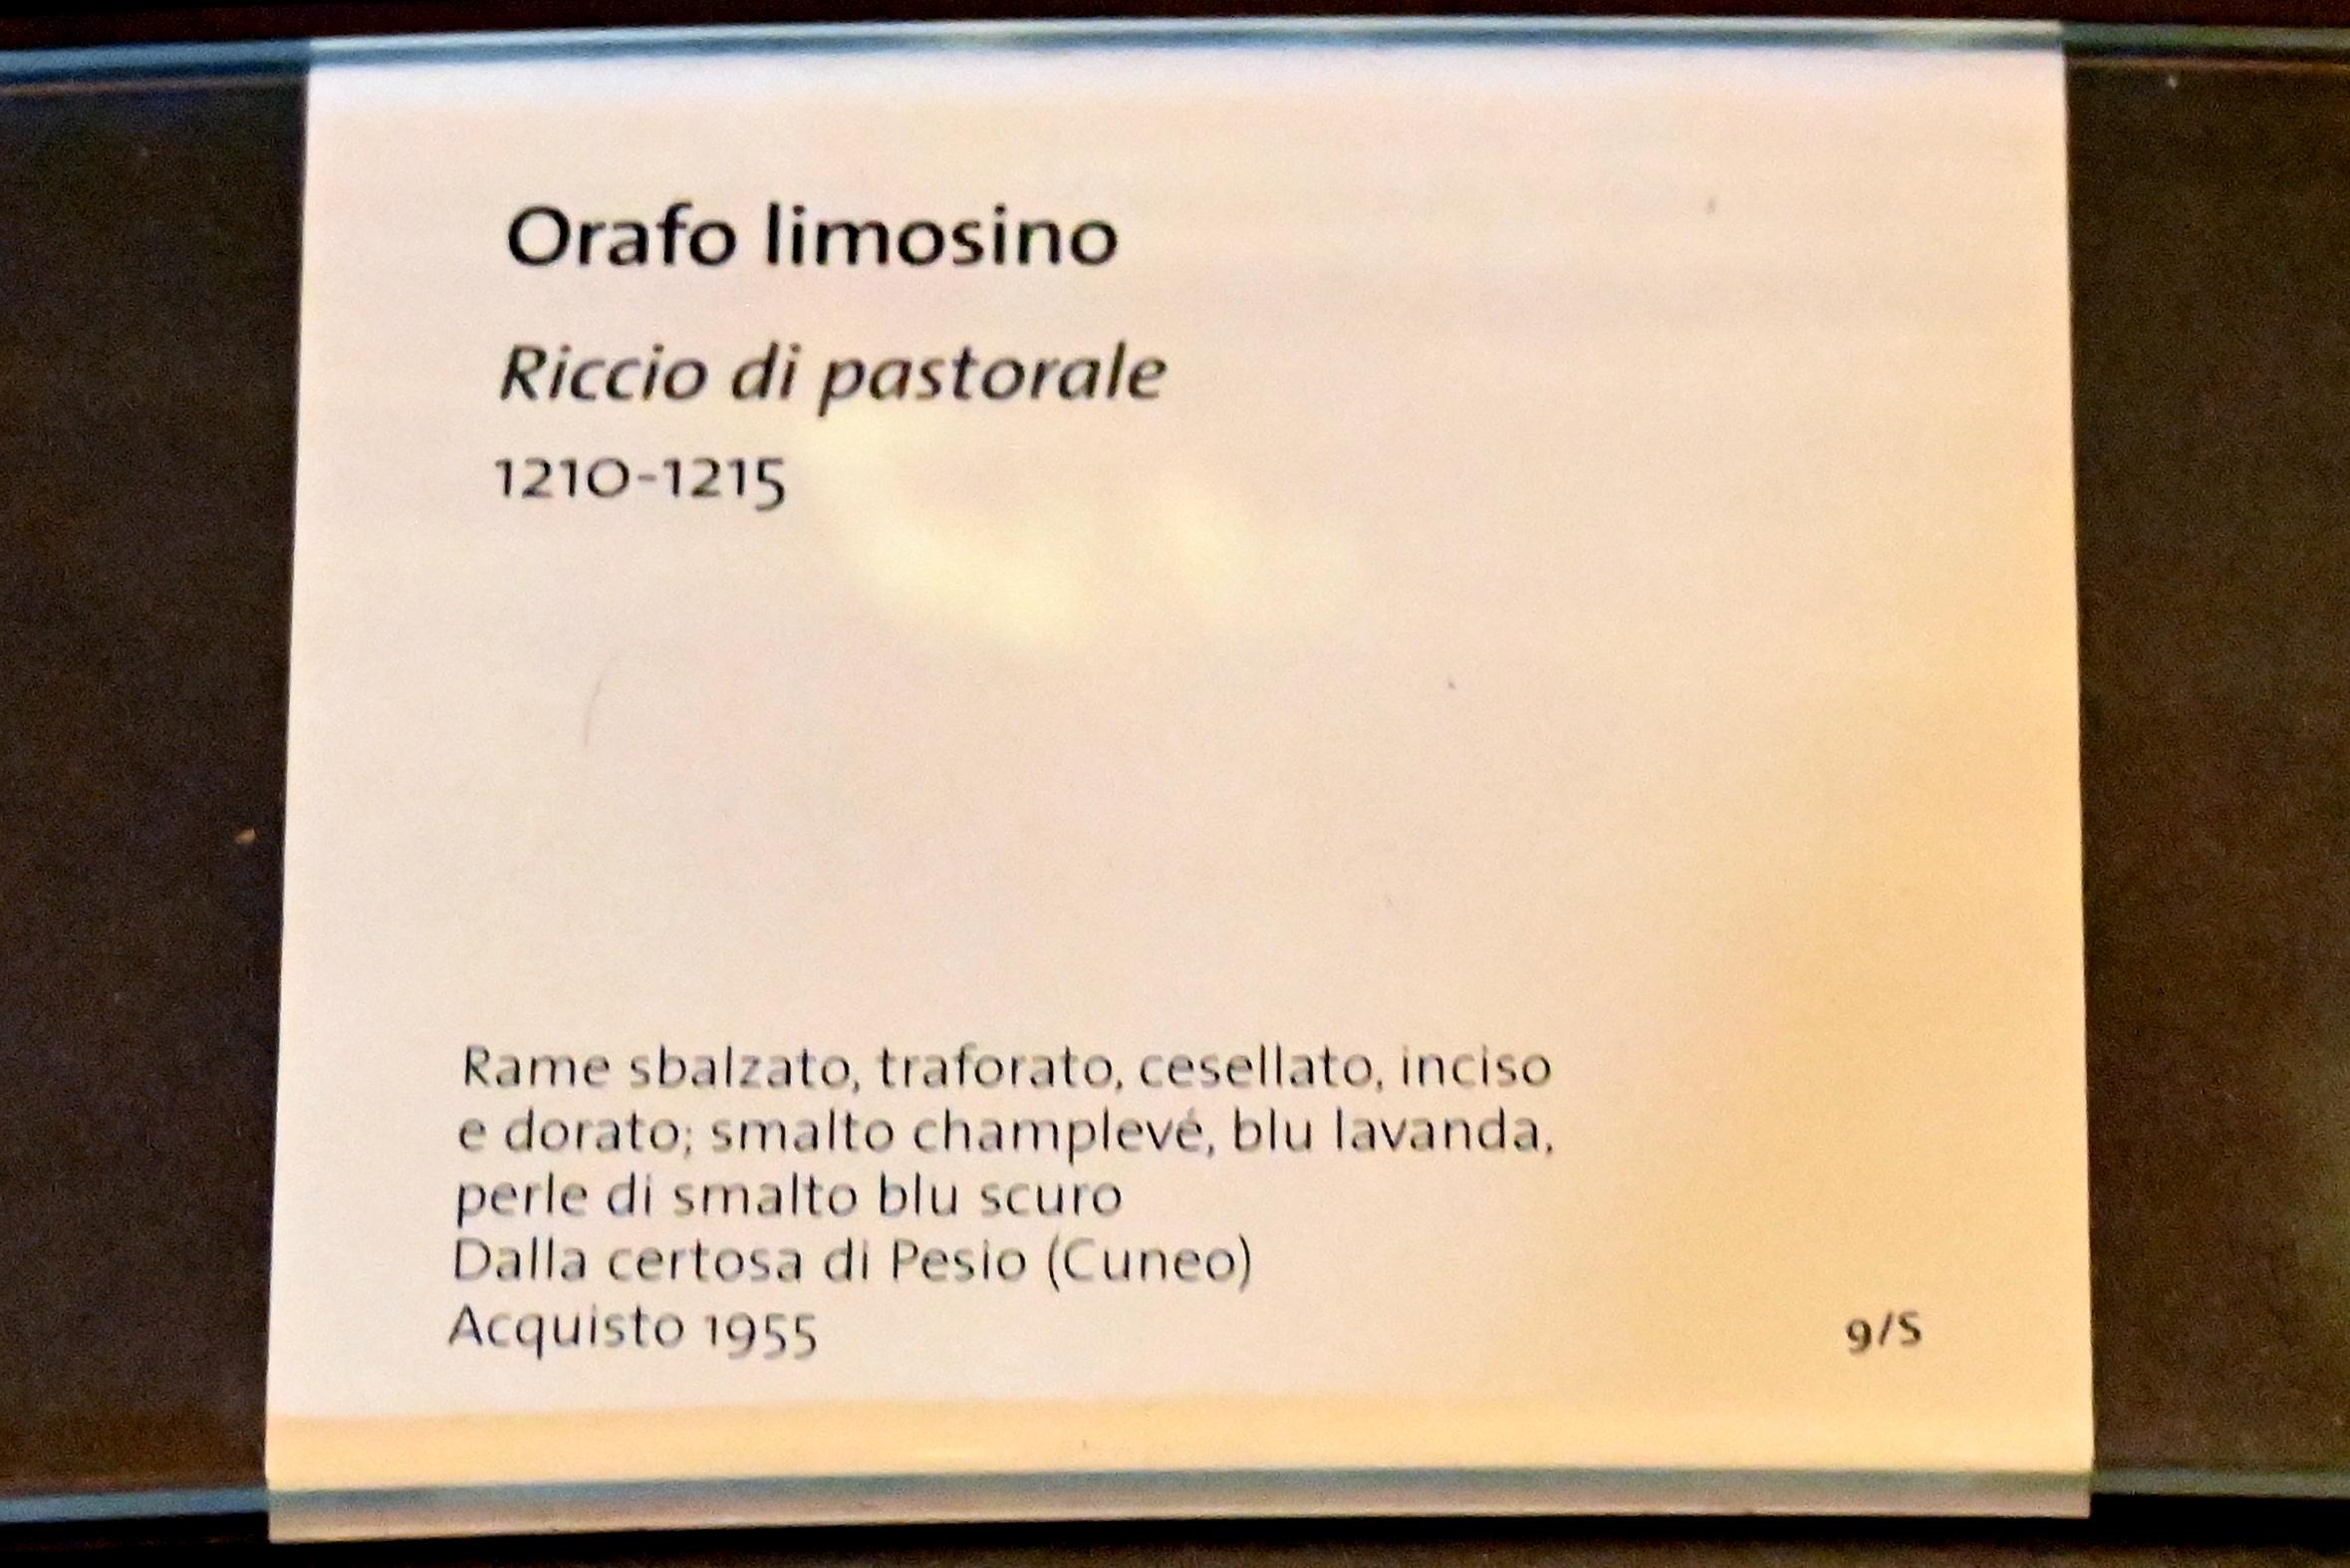 Orafo limosino
Riccio di pastorale
1210-1215
Rame sbalzato, traforato, cesellato, inciso
e dorato; smalto champlevé, blu lavanda,
perle di smalto blu scuro
Dalla certosa di Pesio (Cuneo)
Acquisto 1955
9/S